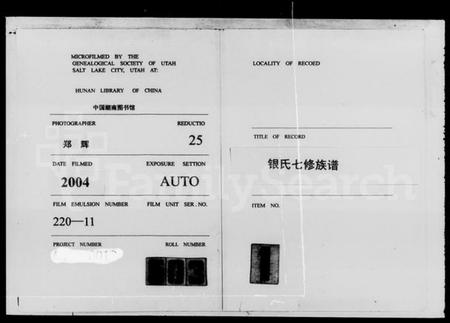 MICROFILMED BY THE
GENEALOGICAL SOCIETY OF UTAH
SALT LAKE CITY, UTAH AT:
HUNAN LIBRARY OF CHINA
中国湖南图书馆
PHOTOGRAPHER REDUCTIO
郑 辉 25
DATE FILMED EXPOSURE SETTION
2004 AUTO
FILM EMULSION NUMBER FILM UNIT SER. NO.
220—11
PROJECT NUMBER ROLL NUMBER
LOCALITY OF RECOED
TITLE OF RECORD
银氏七修族谱
ITEM NO.
FamilySearch